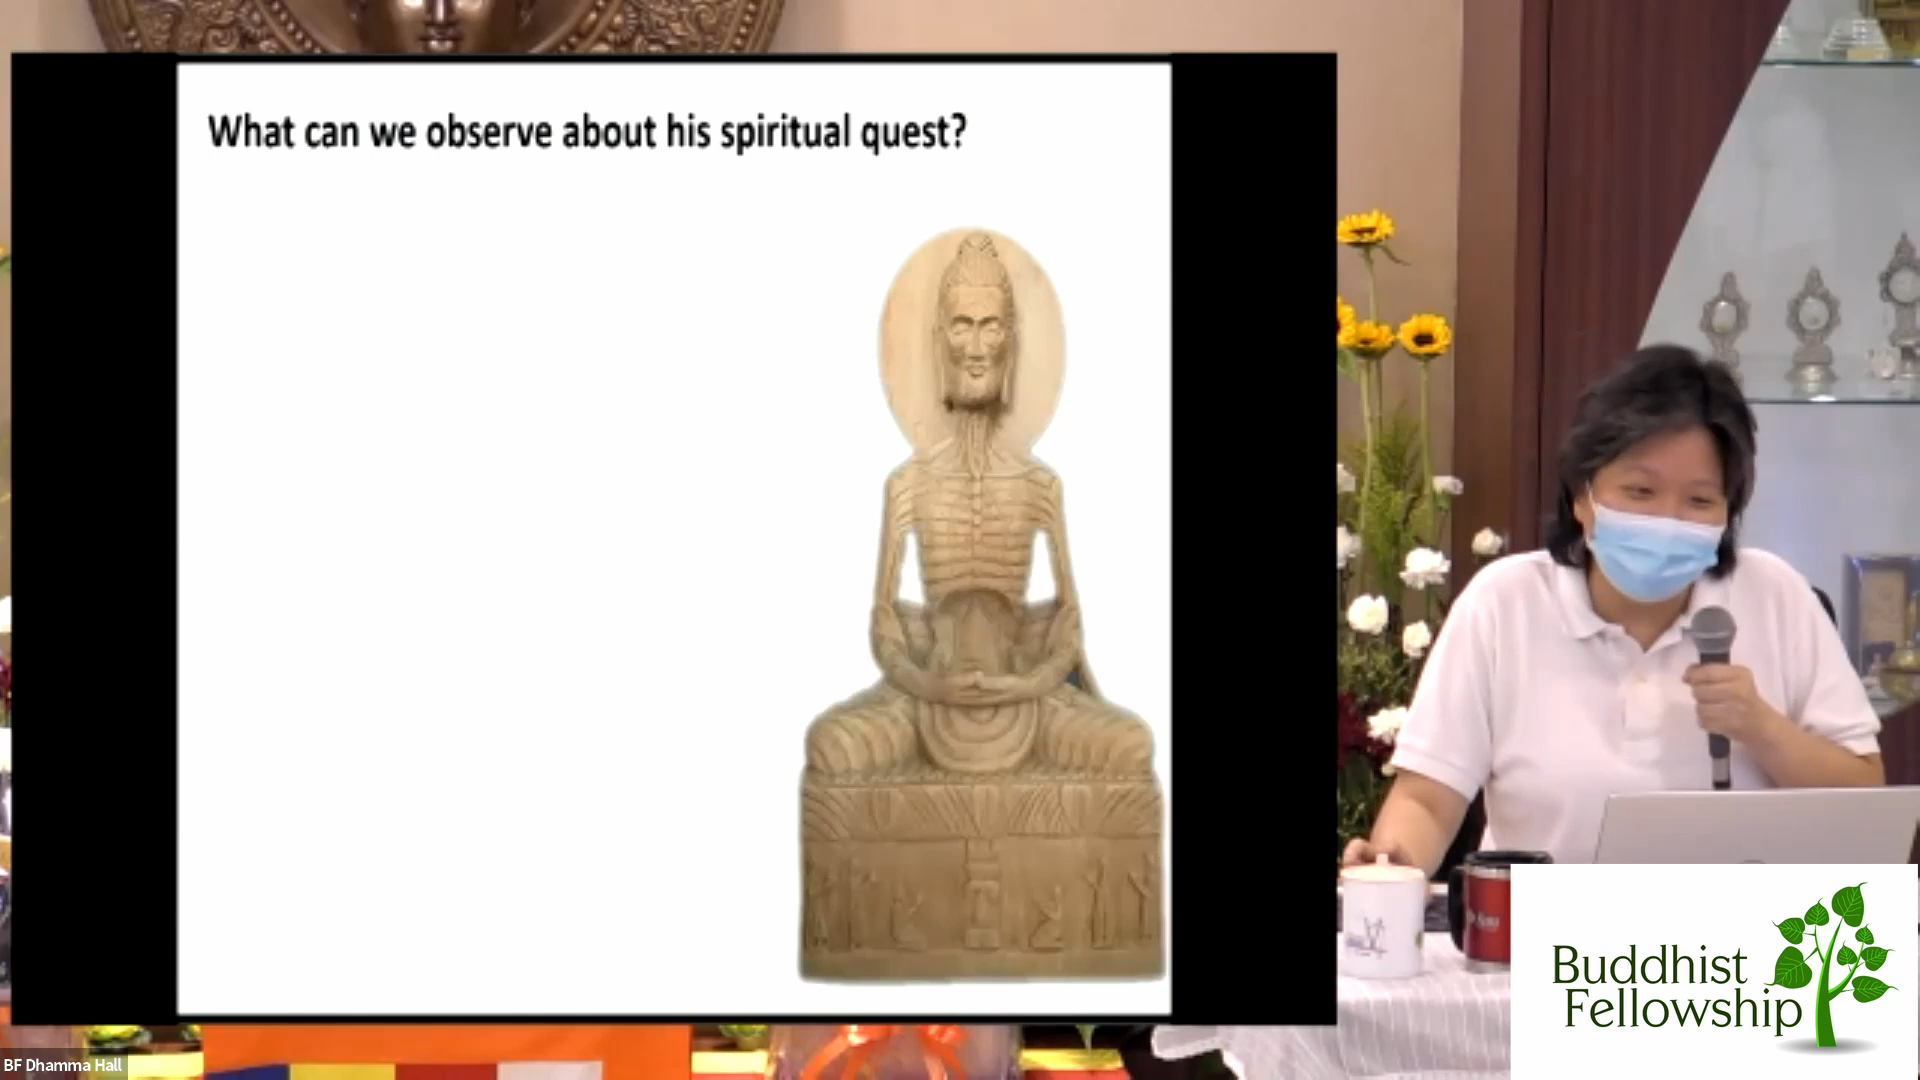 What can we observe about his spiritual quest?
Buddhist
Fellowship
BF Dhamma Hall